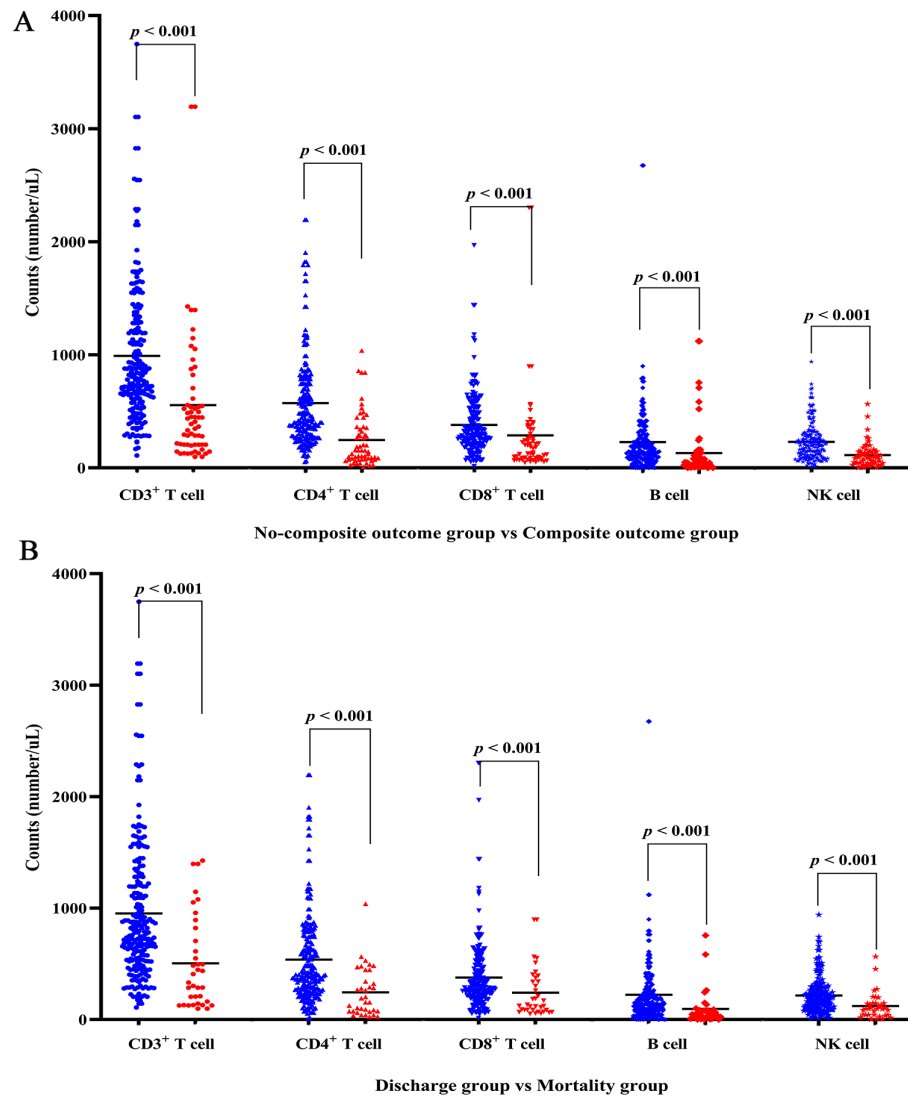 A
4000
3000
2000
1000
0
Counts (number/uL)
p < 0.001
p < 0.001
p < 0.001
p < 0.001
p < 0.001
CD3⁺ T cell
CD4⁺ T cell
CD8⁺ T cell
B cell
NK cell
No-composite outcome group vs Composite outcome group
B
4000
3000
2000
1000
0
Counts (number/uL)
p < 0.001
p < 0.001
p < 0.001
p < 0.001
p < 0.001
CD3⁺ T cell
CD4⁺ T cell
CD8⁺ T cell
B cell
NK cell
Discharge group vs Mortality group